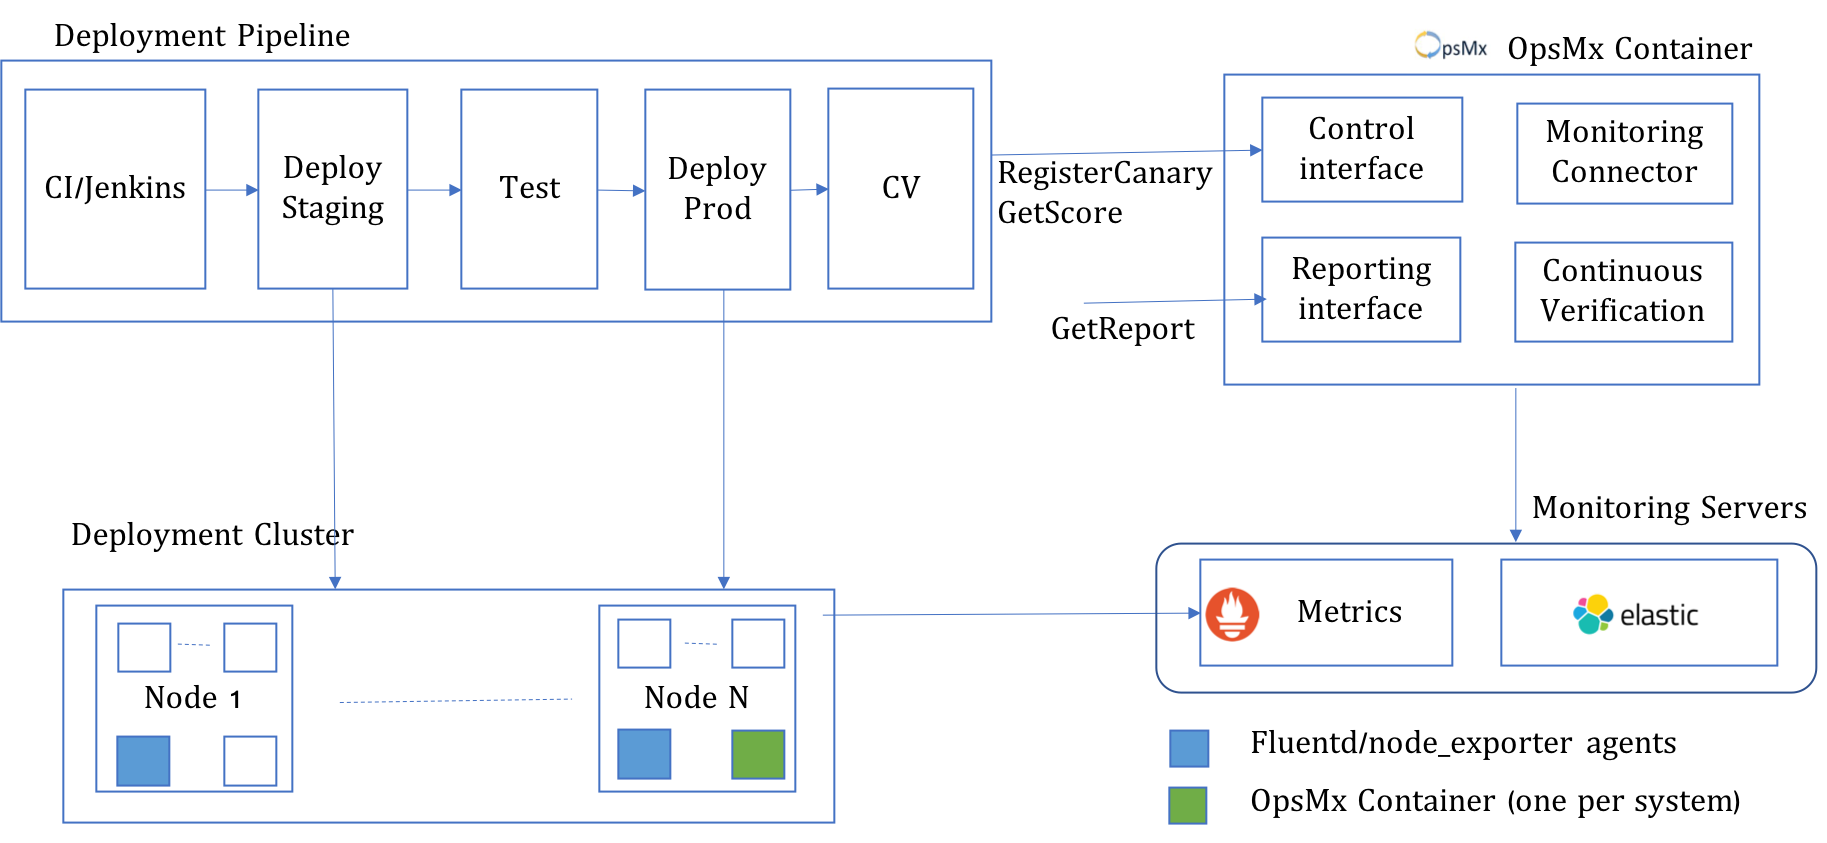 Deployment Pipeline
OpsMx OpsMx Container
CI/Jenkins
Deploy
Staging
Test
Deploy
Prod
CV
RegisterCanary
GetScore
Control
interface
Monitoring
Connector
Reporting
interface
Continuous
Verification
GetReport
Deployment Cluster
Monitoring Servers
Node 1
Node N
Metrics
elastic
Fluentd/node_exporter agents
OpsMx Container (one per system)